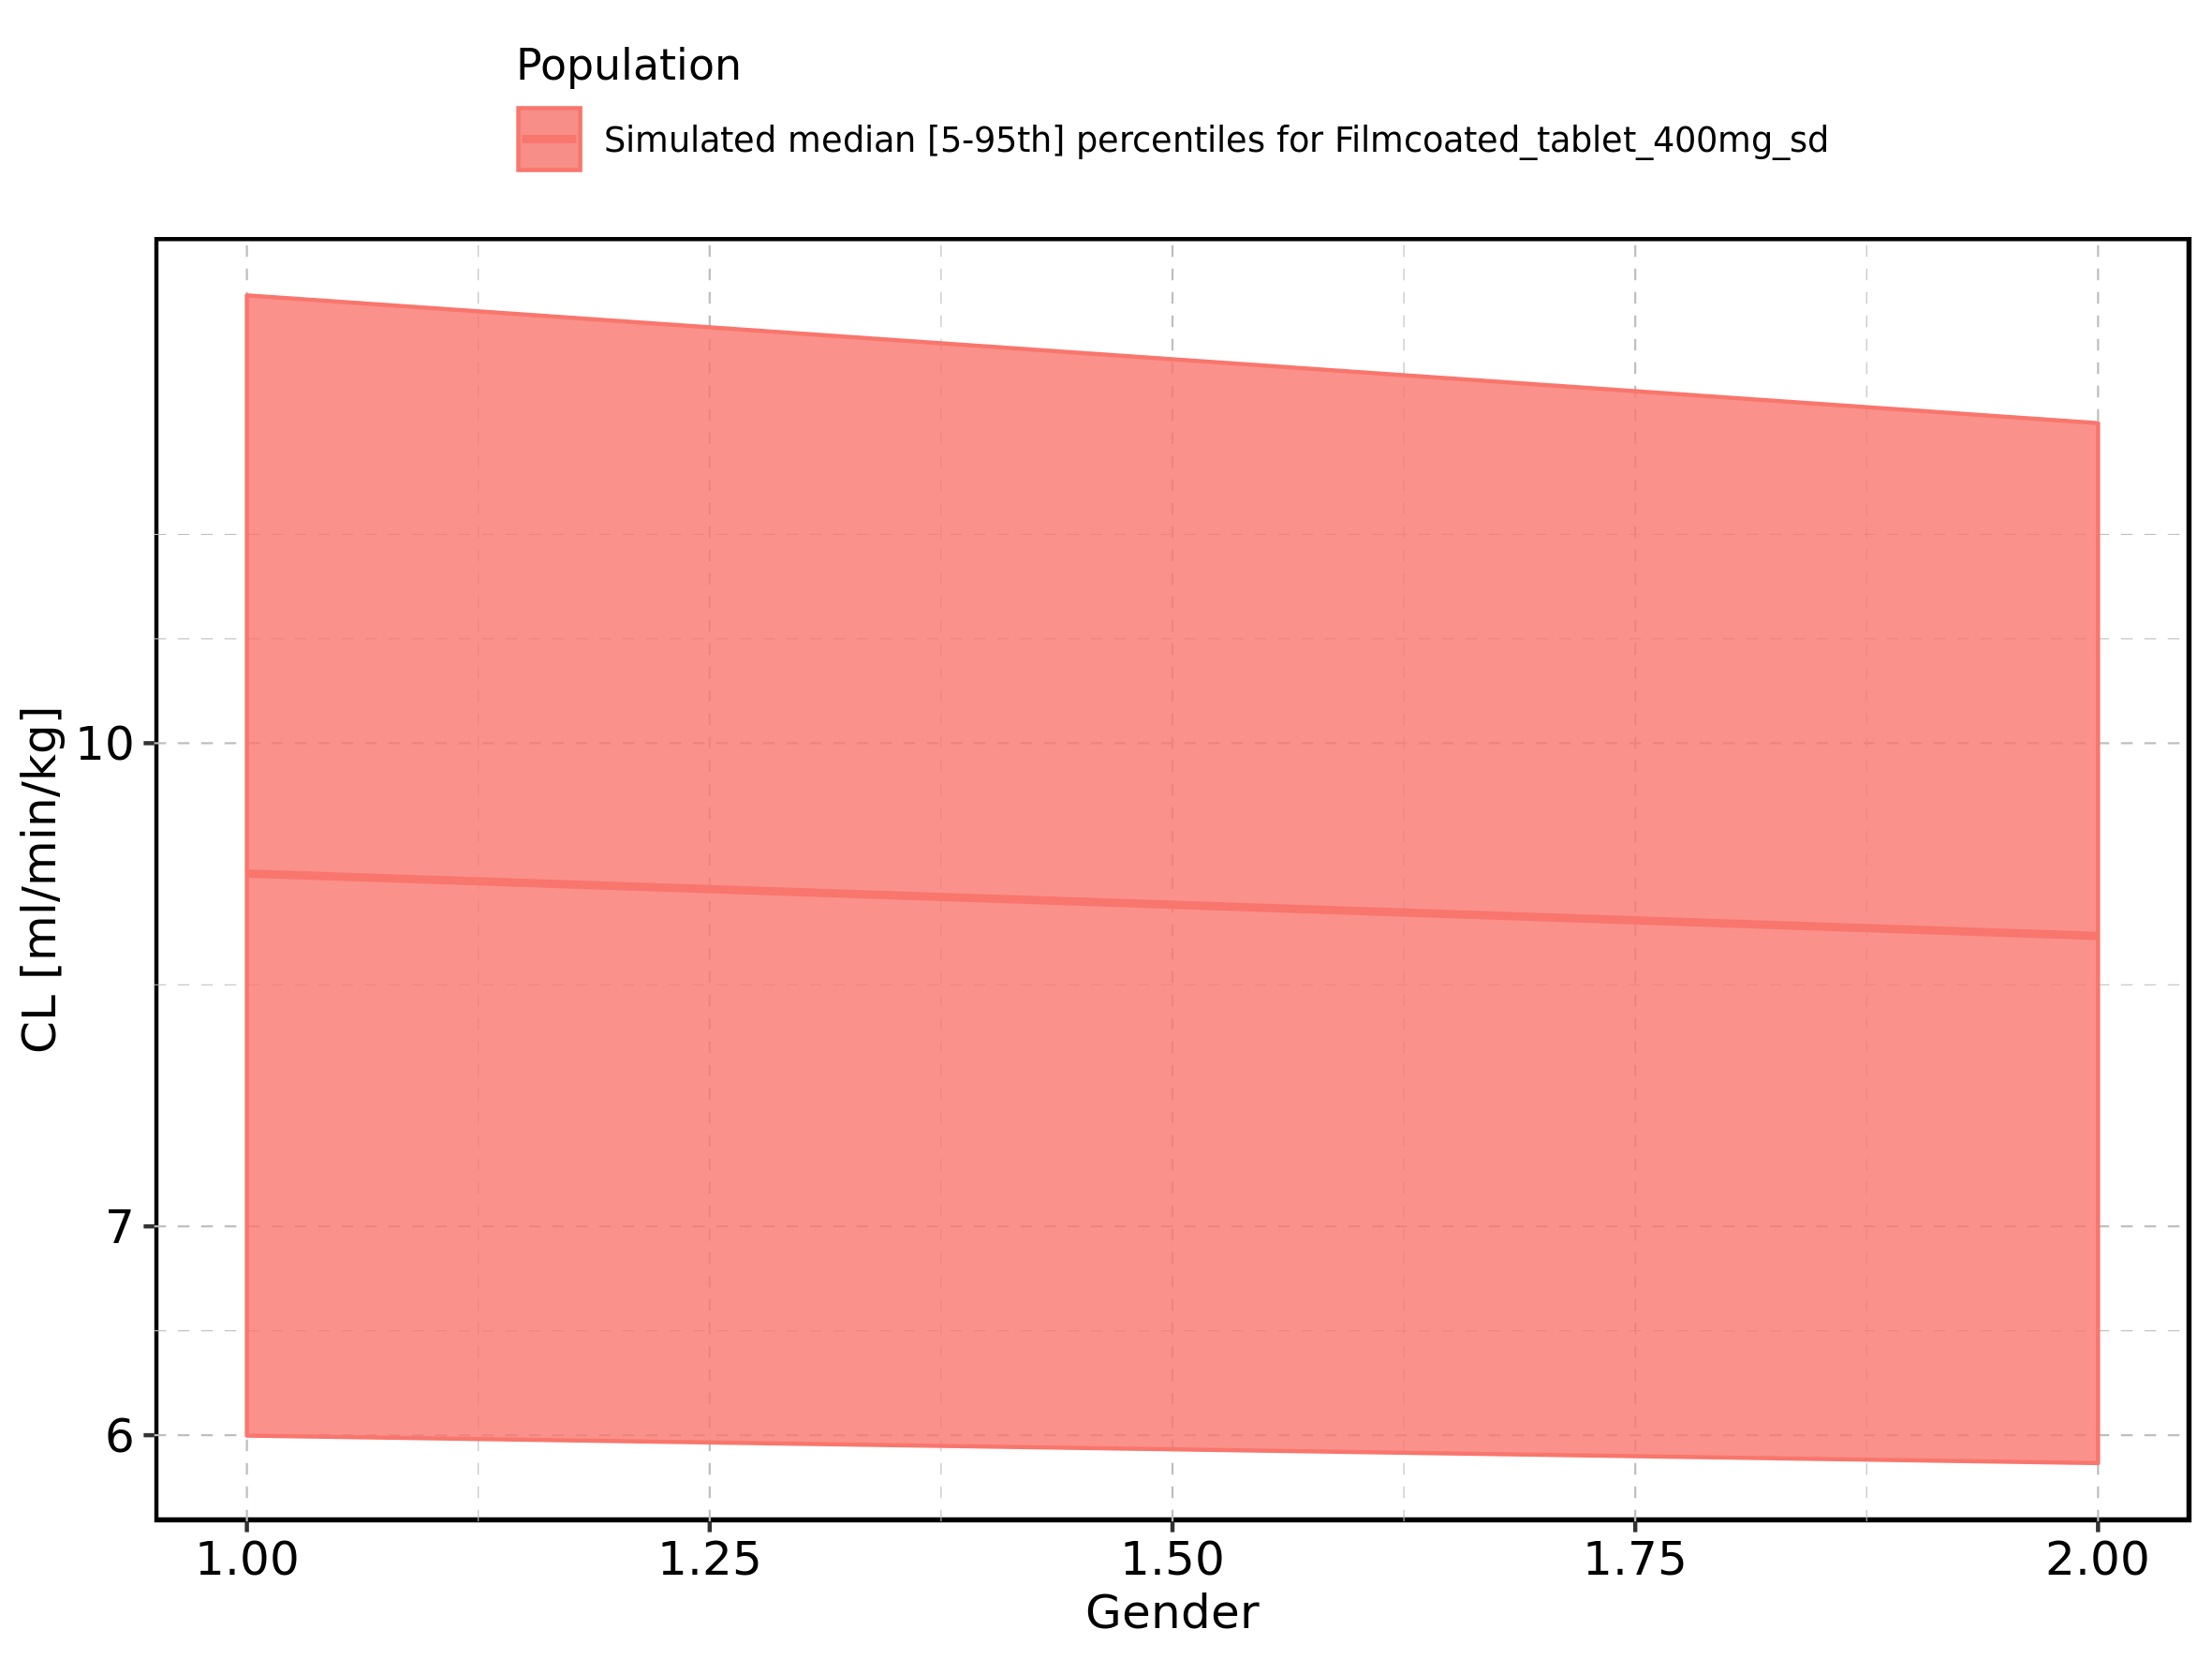 Population
Simulated median [5-95th] percentiles for Filmcoated_tablet_400mg_sd
CL [ml/min/kg]
10
7
6
1.00 1.25 1.50 1.75 2.00
Gender